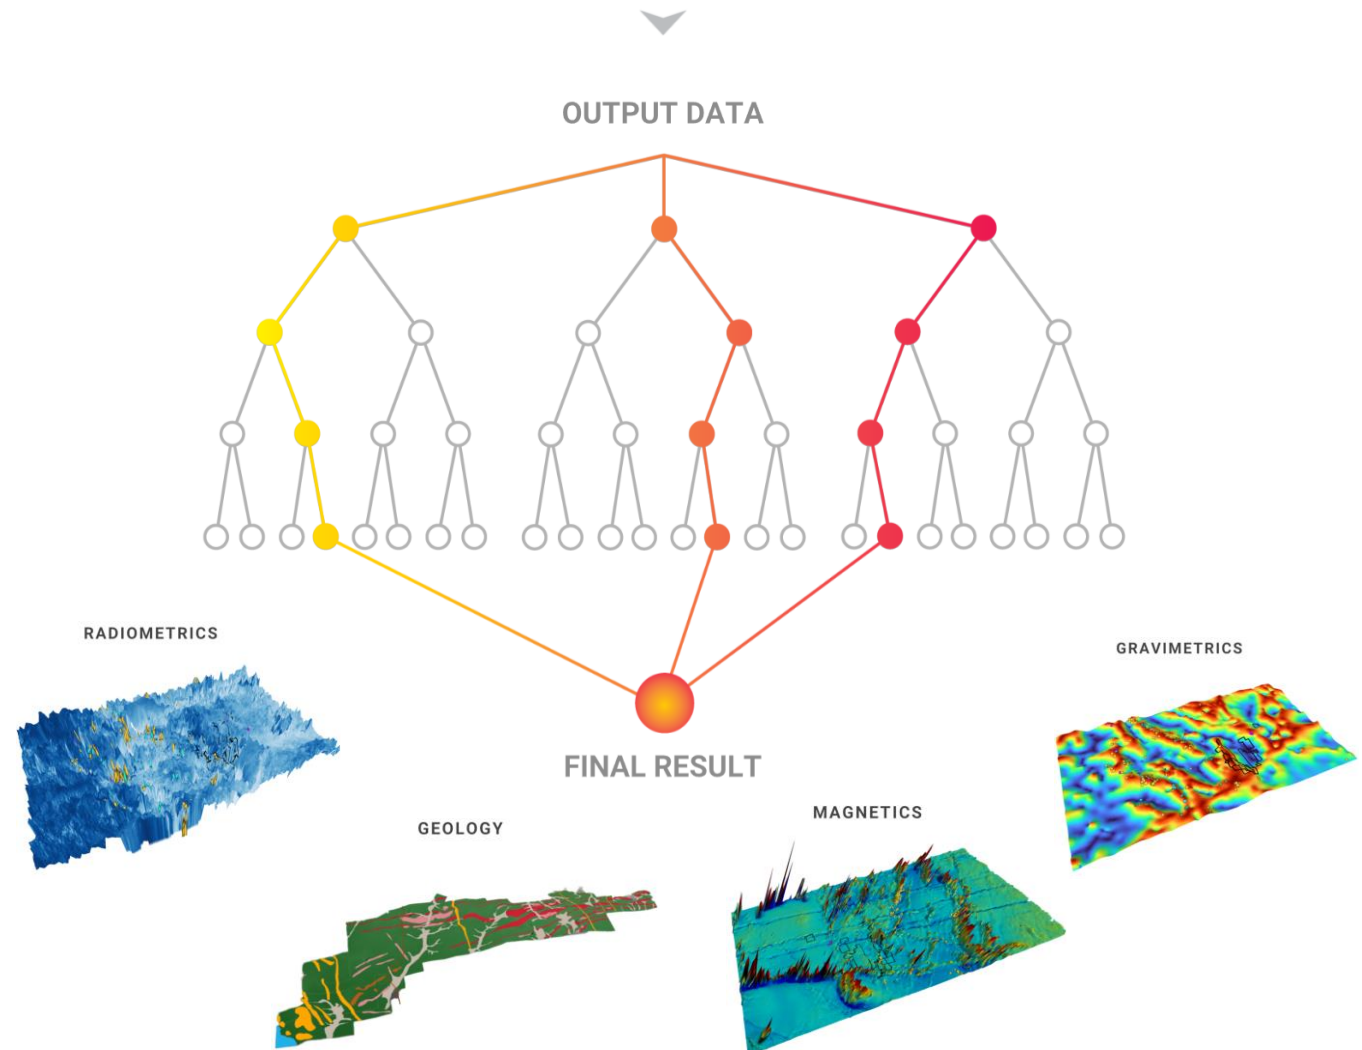 OUTPUT DATA
RADIOMETRICS
GRAVIMETRICS
FINAL RESULT
MAGNETICS
GEOLOGY